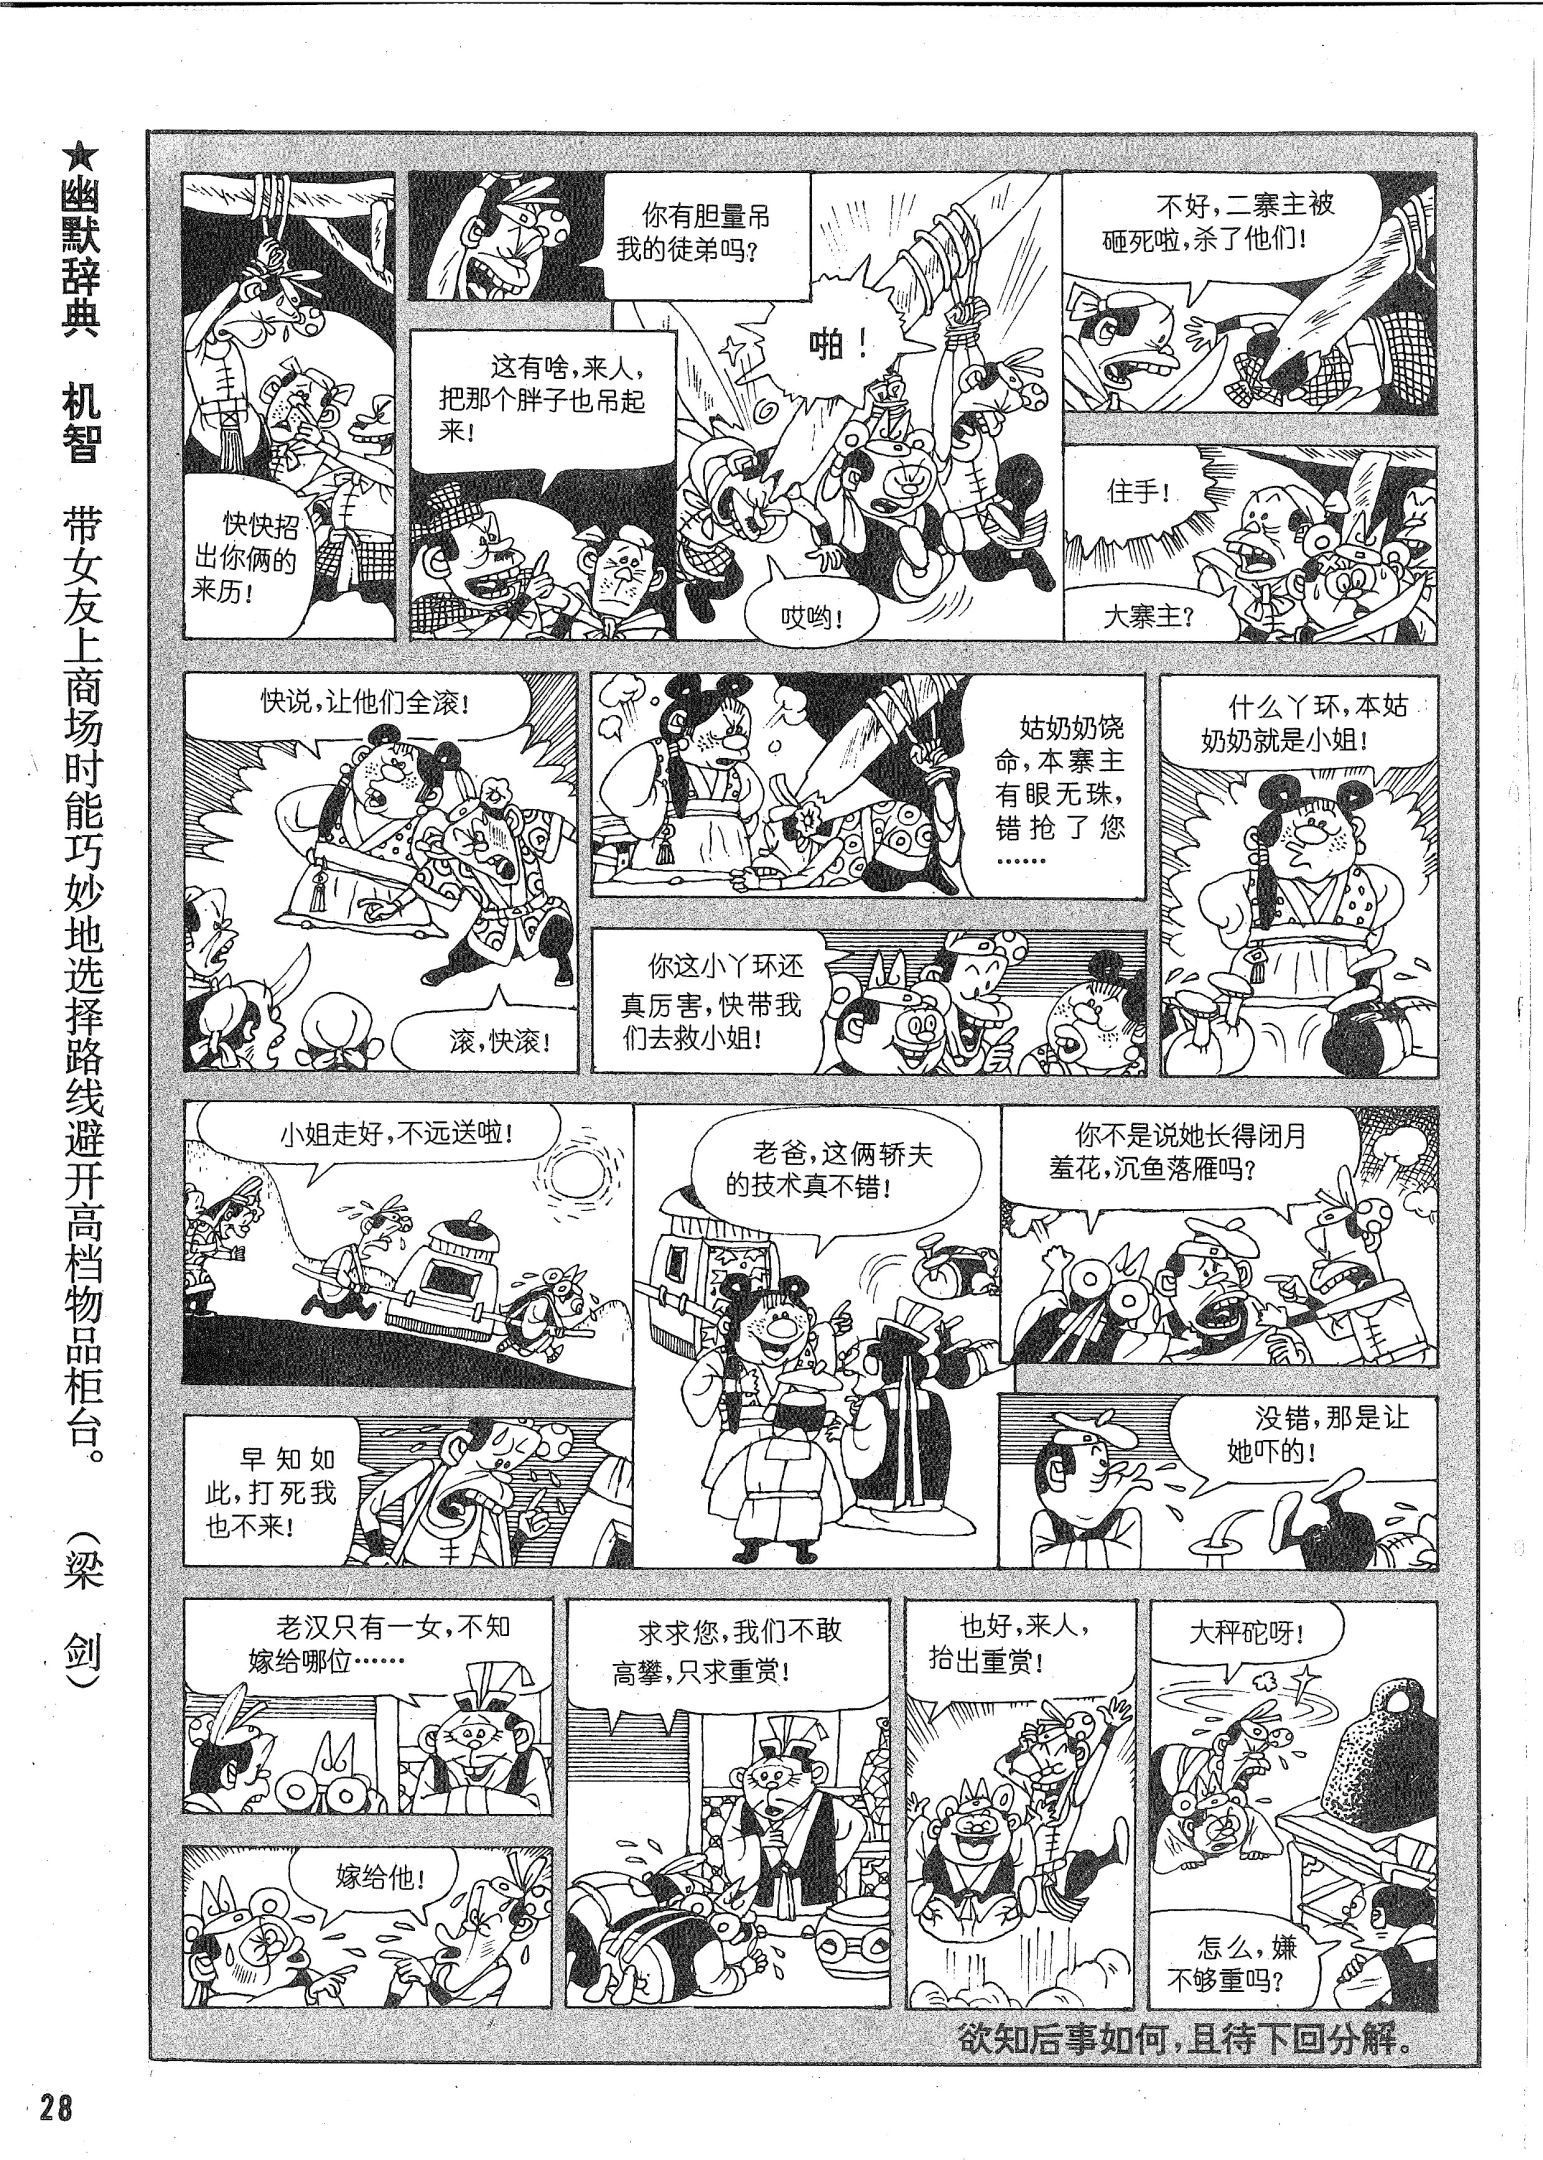 ★幽默辞典 机智 带女友上商场时能巧妙地选择路线避开高档物品柜台。 （梁 剑）
快快招
出你俩的
来历！
你有胆量吊
我的徒弟吗？
这有啥，来人，
把那个胖子也吊起
来！
啪！
哎哟！
不好，二寨主被
砸死啦，杀了他们！
住手！
大寨主？
快说，让他们全滚！
滚，快滚！
姑奶奶饶
命，本寨主
有眼无珠，
错抢了您
……
你这小丫环还
真厉害，快带我
们去救小姐！
什么丫环，本姑
奶奶就是小姐！
小姐走好，不远送啦！
早知如
此，打死我
也不来！
老爸，这俩轿夫
的技术真不错！
你不是说她长得闭月
羞花，沉鱼落雁吗？
没错，那是让
她吓的！
老汉只有一女，不知
嫁给哪位……
嫁给他！
求求您，我们不敢
高攀，只求重赏！
也好，来人，
抬出重赏！
大秤砣呀！
怎么，嫌
不够重吗？
欲知后事如何，且待下回分解。
28